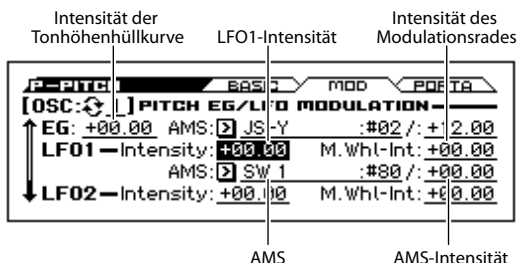 Intensität der
Tonhöhenhüllkurve
LFO1-Intensität
Intensität des
Modulationsrades
P-PITCH BASIC MOD PORTA
[OSC: 1] PITCH EG/LFO MODULATION
EG: +00.00 AMS: JS-Y :#02/: +12.00
LFO1 Intensity: +00.00 M.Whl-Int: +00.00
AMS: SW 1 :#80/: +00.00
LFO2 Intensity: +00.00 M.Whl-Int: +00.00
AMS
AMS-Intensität